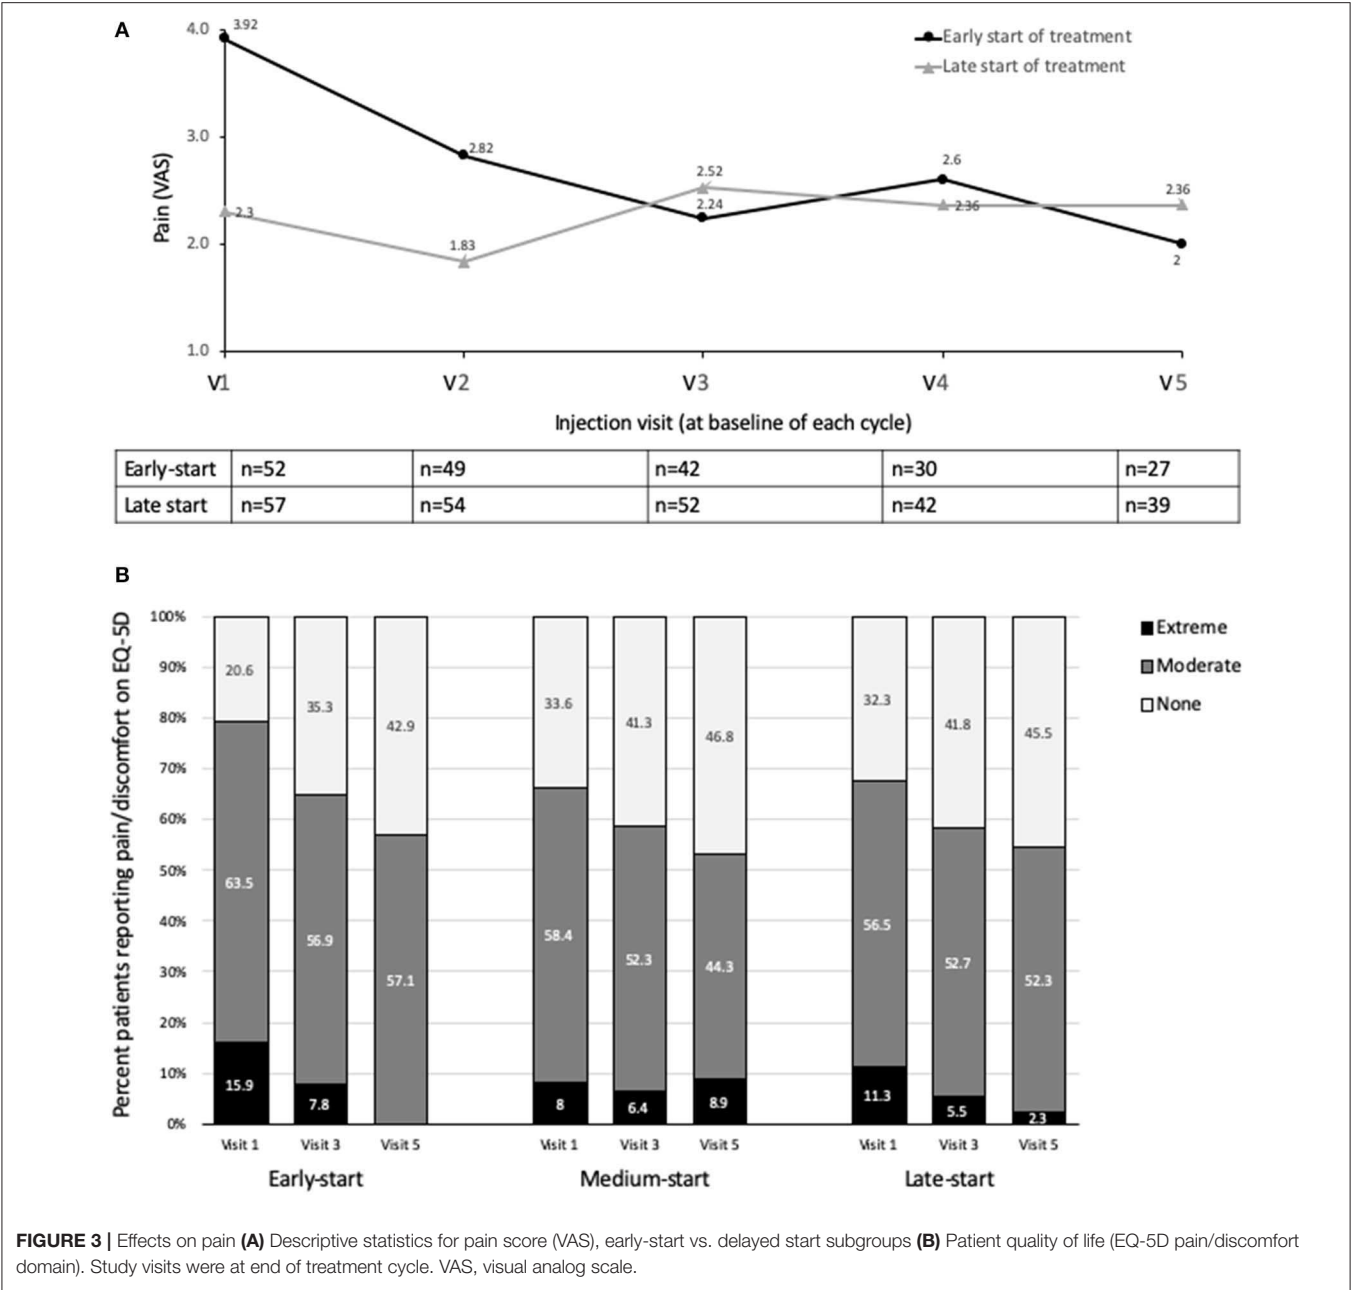 A
4.0
3.92
Early start of treatment
Late start of treatment
3.0
2.82
2.6
2.52
2.24
2.36
2.36
2.3
1.83
2
2.0
1.0
Pain (VAS)
V1 V2 V3 V4 V5
Injection visit (at baseline of each cycle)
Early-start n=52 n=49 n=42 n=30 n=27
Late start n=57 n=54 n=52 n=42 n=39
B
Percent patients reporting pain/discomfort on EQ-5D
100%
90%
80%
70%
60%
50%
40%
30%
20%
10%
0%
20.6 35.3 42.9 33.6 41.3 46.8 32.3 41.8 45.5
63.5 56.9 57.1 58.4 52.3 44.3 56.5 52.7 52.3
15.9 7.8 8 6.4 8.9 11.3 5.5 2.3
Extreme
Moderate
None
Visit 1 Visit 3 Visit 5 Visit 1 Visit 3 Visit 5 Visit 1 Visit 3 Visit 5
Early-start Medium-start Late-start
FIGURE 3 | Effects on pain (A) Descriptive statistics for pain score (VAS), early-start vs. delayed start subgroups (B) Patient quality of life (EQ-5D pain/discomfort
domain). Study visits were at end of treatment cycle. VAS, visual analog scale.